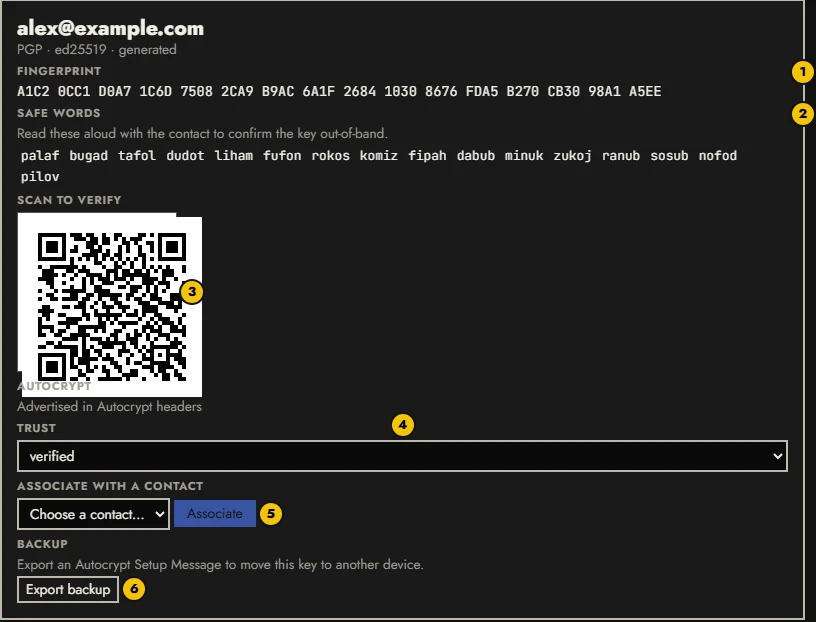 alex@example.com
PGP · ed25519 · generated
FINGERPRINT
1
A1C2 0CC1 D0A7 1C6D 7508 2CA9 B9AC 6A1F 2684 1030 8676 FDA5 B270 CB30 98A1 A5EE
SAFE WORDS
2
Read these aloud with the contact to confirm the key out-of-band.
palaf bugad tafol dudot liham fufon rokos komiz fipah dabub minuk zukoj ranub sosub nofod
pilov
SCAN TO VERIFY
3
AUTOCRYPT
Advertised in Autocrypt headers
TRUST
4
verified
ASSOCIATE WITH A CONTACT
Choose a contact... Associate 5
BACKUP
Export an Autocrypt Setup Message to move this key to another device.
Export backup 6